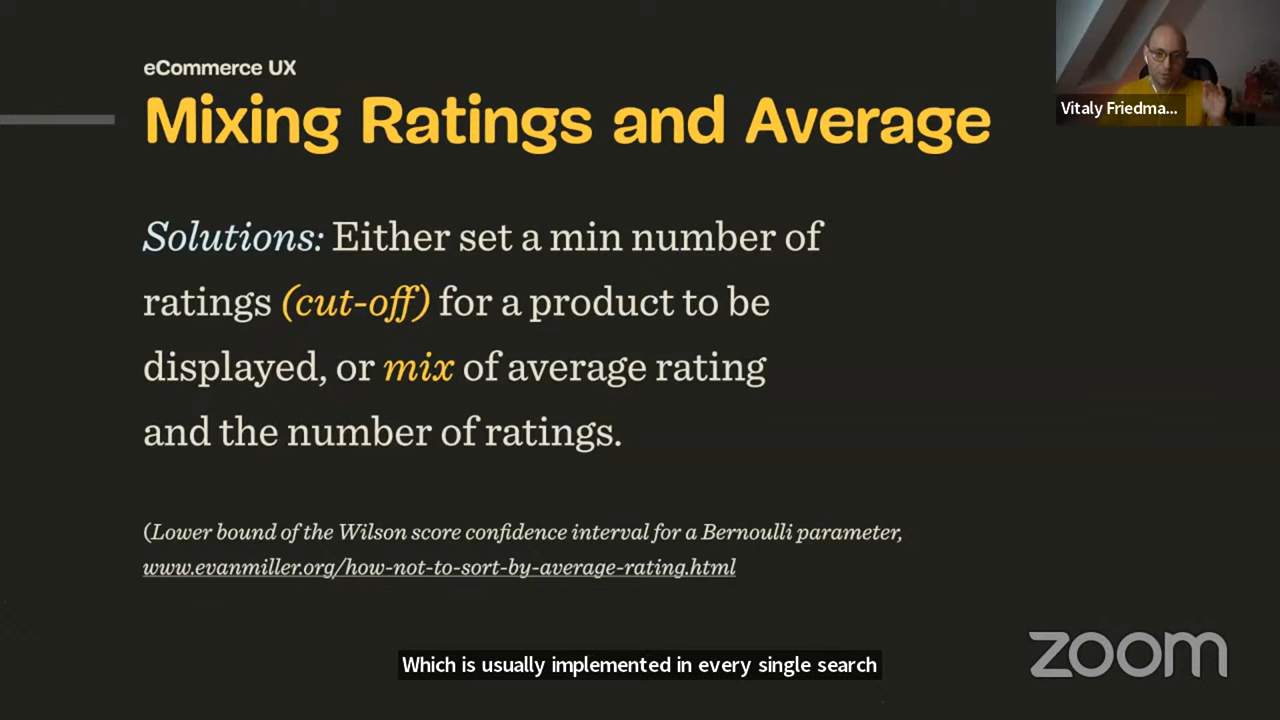 eCommerce UX
Mixing Ratings and Average
Vitaly Friedma...
Solutions: Either set a min number of
ratings (cut-off) for a product to be
displayed, or mix of average rating
and the number of ratings.
(Lower bound of the Wilson score confidence interval for a Bernoulli parameter,
www.evanmiller.org/how-not-to-sort-by-average-rating.html
Which is usually implemented in every single search
zoom